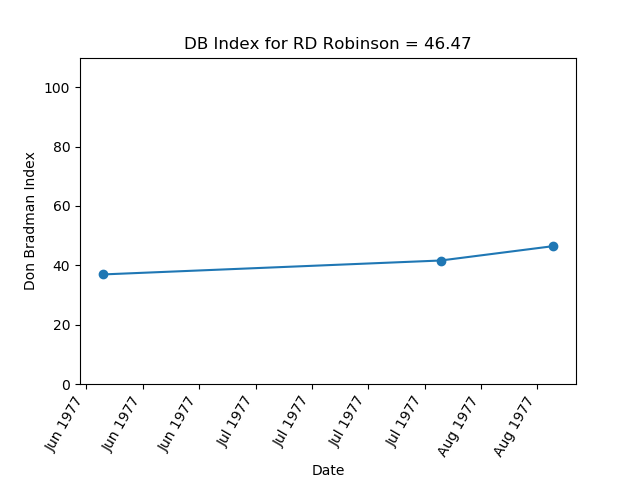 DB Index for RD Robinson = 46.47
Don Bradman Index
100
80
60
40
20
0
Jun 1977
Jun 1977
Jun 1977
Jul 1977
Jul 1977
Jul 1977
Jul 1977
Aug 1977
Aug 1977
Date